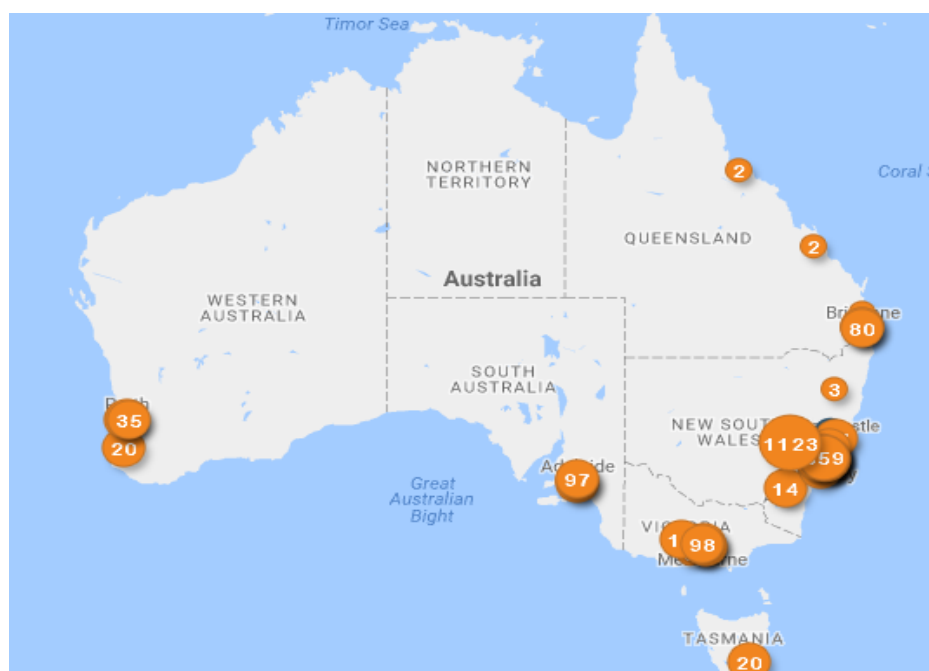 Timor Sea
NORTHERN
TERRITORY
2
Coral
QUEENSLAND
2
Australia
WESTERN
AUSTRALIA
80
SOUTH
AUSTRALIA
3
35
20
NEW
WALES
1123
59
14
97
Great
Australian
Bight
98
TASMANIA
20